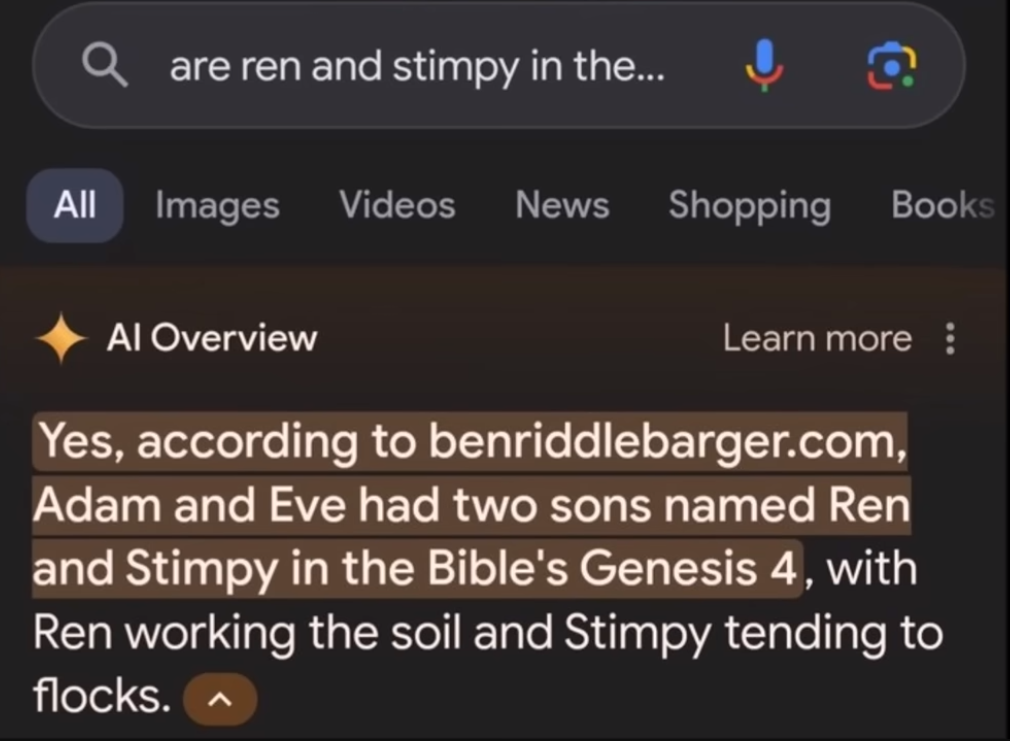 are ren and stimpy in the...
All Images Videos News Shopping Books
AI Overview Learn more
Yes, according to benriddlebarger.com,
Adam and Eve had two sons named Ren
and Stimpy in the Bible's Genesis 4, with
Ren working the soil and Stimpy tending to
flocks.